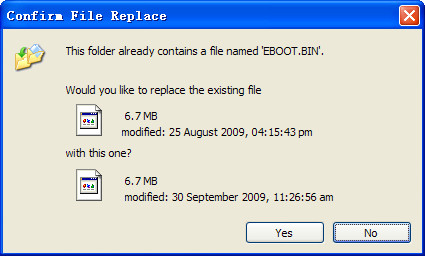 Confirm File Replace
This folder already contains a file named 'EBOOT.BIN'.
Would you like to replace the existing file
6.7 MB
modified: 25 August 2009, 04:15:43 pm
with this one?
6.7 MB
modified: 30 September 2009, 11:26:56 am
Yes No